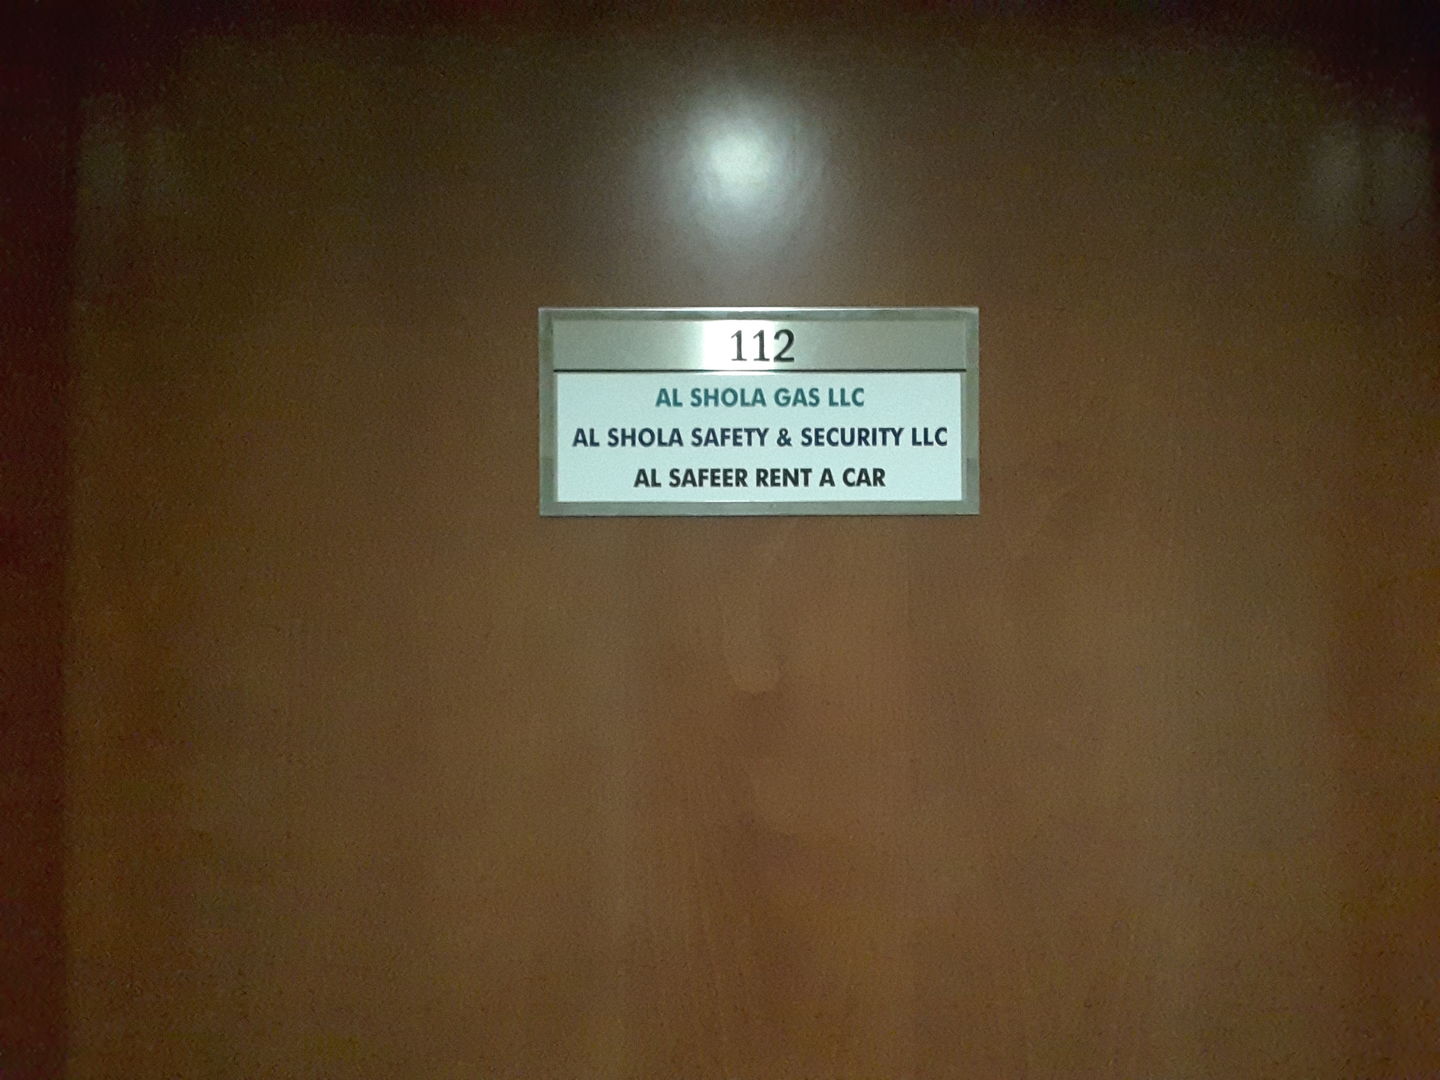 112
AL SHOLA GAS LLC
AL SHOLA SAFETY & SECURITY LLC
AL SAFEER RENT A CAR